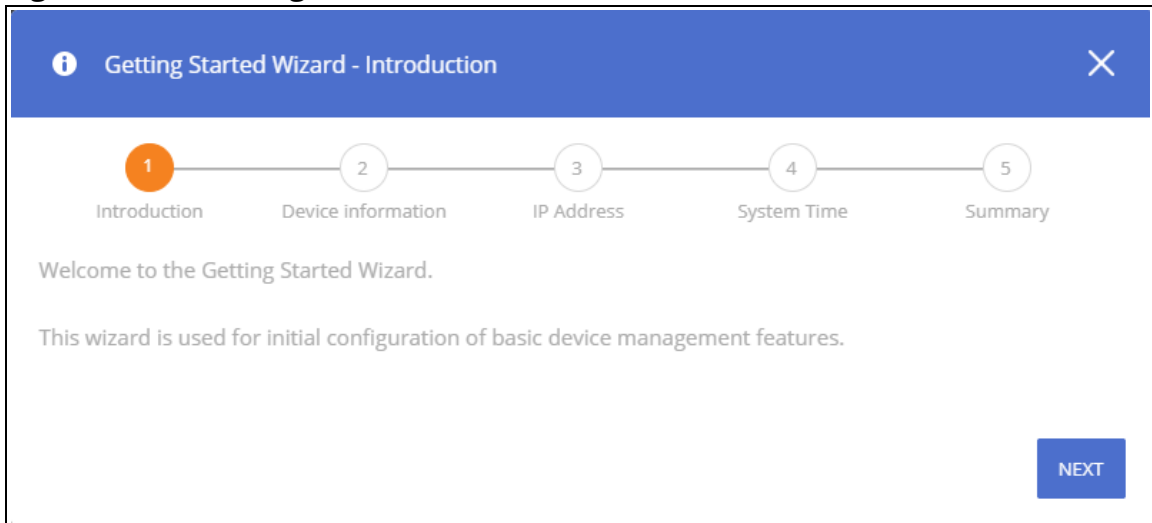 Getting Started Wizard - Introduction
1 2 3 4 5
Introduction Device information IP Address System Time Summary
Welcome to the Getting Started Wizard.
This wizard is used for initial configuration of basic device management features.
NEXT